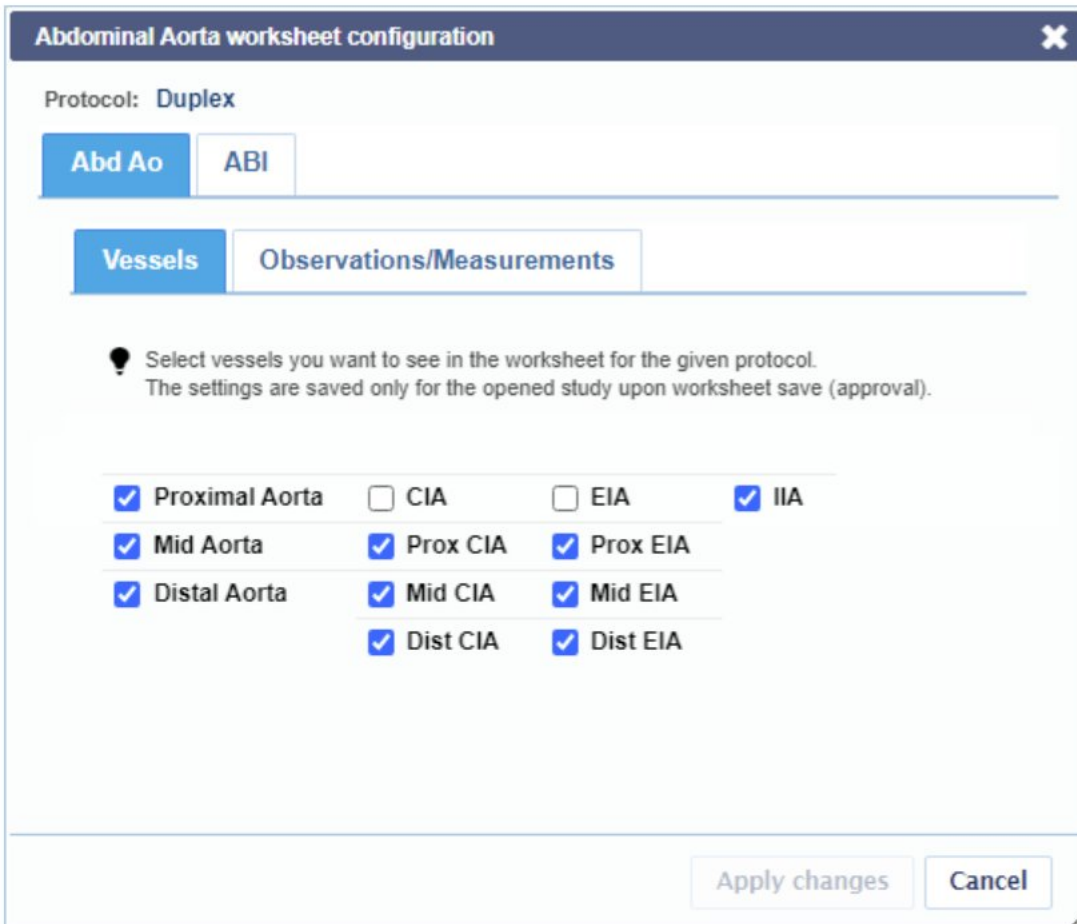 Abdominal Aorta worksheet configuration
Protocol: Duplex
Abd Ao ABI
Vessels Observations/Measurements
Select vessels you want to see in the worksheet for the given protocol.
The settings are saved only for the opened study upon worksheet save (approval).
Proximal Aorta CIA EIA IIA
Mid Aorta Prox CIA Prox EIA
Distal Aorta Mid CIA Mid EIA
Dist CIA Dist EIA
Apply changes Cancel